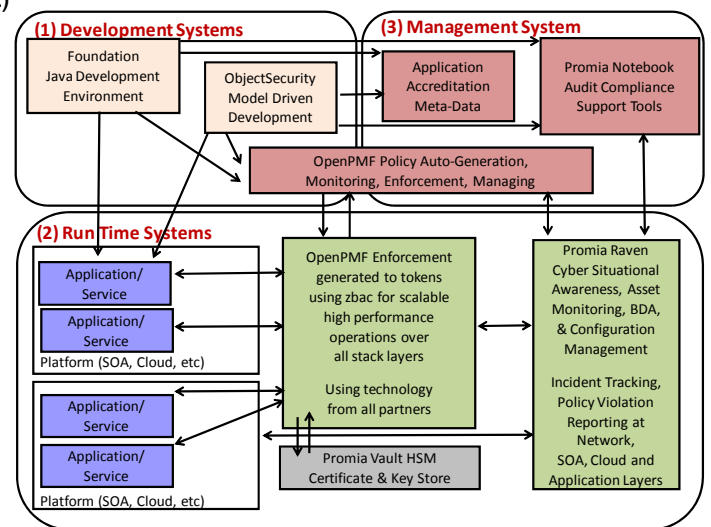 (1) Development Systems
(3) Management System
Foundation
Java Development
Environment
ObjectSecurity
Model Driven
Development
Application
Accreditation
Meta-Data
Promia Notebook
Audit Compliance
Support Tools
OpenPMF Policy Auto-Generation,
Monitoring, Enforcement, Managing
(2) Run Time Systems
Application/
Service
Application/
Service
Platform (SOA, Cloud, etc)
Application/
Service
Application/
Service
Platform (SOA, Cloud, etc)
OpenPMF Enforcement
generated to tokens
using zbac for scalable
high performance
operations over
all stack layers
Using technology
from all partners
Promia Vault HSM
Certificate & Key Store
Promia Raven
Cyber Situational
Awareness, Asset
Monitoring, BDA,
& Configuration
Management
Incident Tracking,
Policy Violation
Reporting at
Network,
SOA, Cloud and
Application Layers